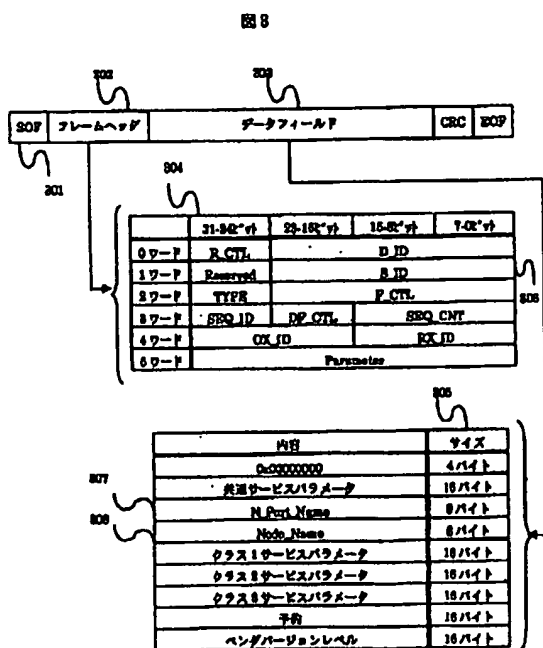 図 8
302 303
SOF フレームヘッダ データフィールド CRC EOF
301
304
31-24ビット 23-16ビット 15-8ビット 7-0ビット
0ワード R_CTL D_ID
1ワード Reserved S_ID
2ワード TYPE F_CTL
3ワード SEQ_ID DF_CTL SEQ_CNT
4ワード OX_ID RX_ID
5ワード Parameter
305
内容 サイズ
4バイト
307
共通サービスパラメータ 16バイト
N_Port_Name 8バイト
Node_Name 8バイト
クラス1サービスパラメータ 16バイト
クラス2サービスパラメータ 16バイト
クラス3サービスパラメータ 16バイト
予約 16バイト
ベンダバージョンレベル 16バイト